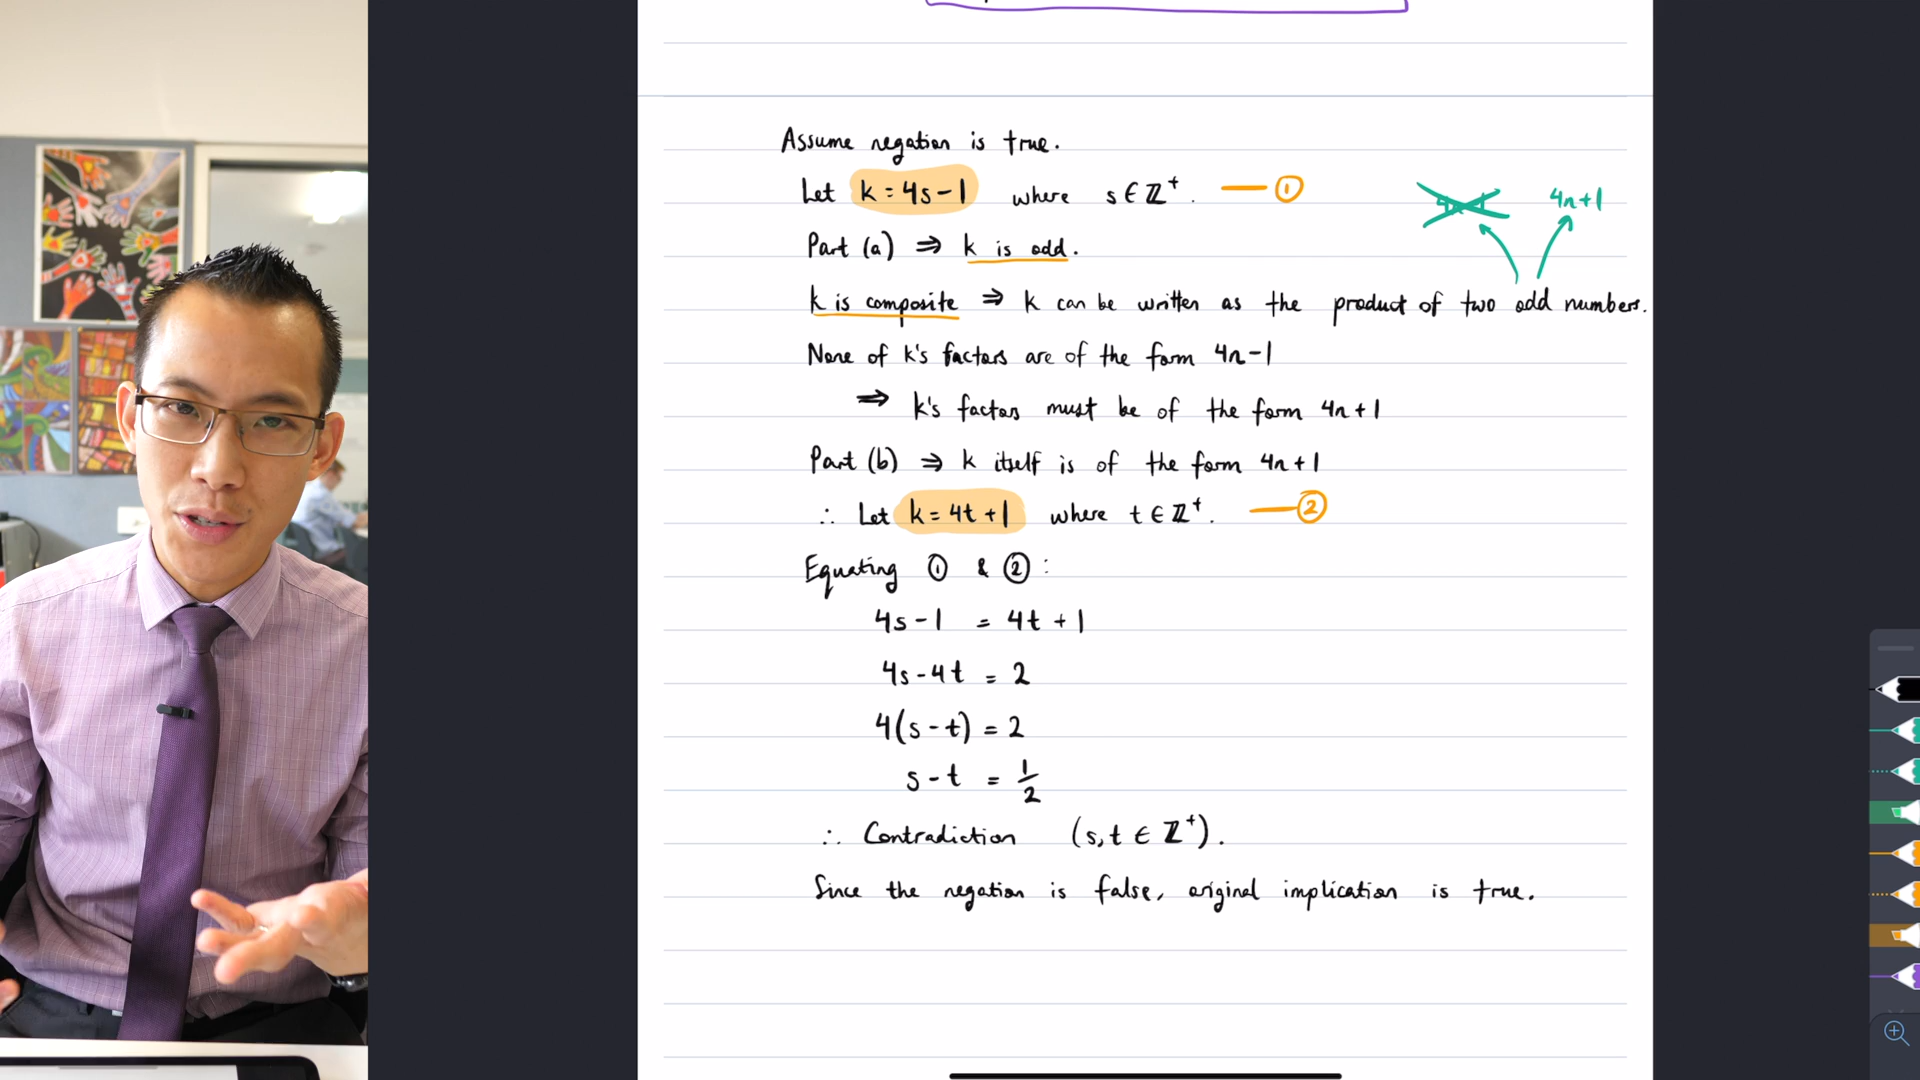 Assume negation is true.
Let k = 4s - 1 where s ∈ ℤ⁺. — ①
4n+1
Part (a) ⇒ k is odd.
k is composite ⇒ k can be written as the product of two odd numbers.
None of k's factors are of the form 4n-1
⇒ k's factors must be of the form 4n+1
Part (b) ⇒ k itself is of the form 4n+1
∴ Let k = 4t + 1 where t ∈ ℤ⁺. — ②
Equating ① & ② :
4s - 1 = 4t + 1
4s - 4t = 2
4(s - t) = 2
s - t = 1/2
∴ Contradiction (s, t ∈ ℤ⁺).
Since the negation is false, original implication is true.